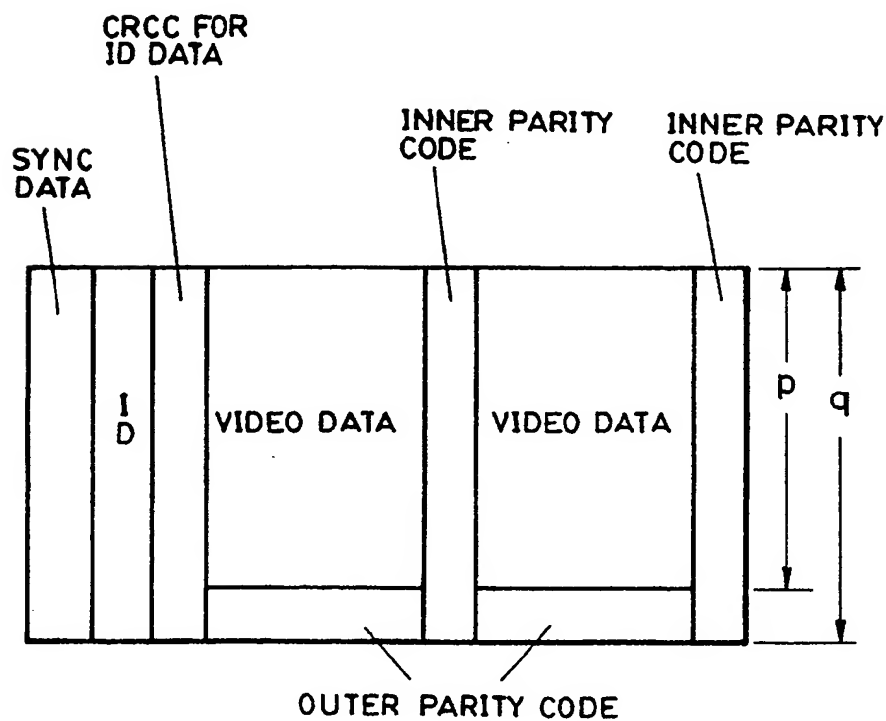 CRCC FOR
ID DATA
INNER PARITY
CODE
INNER PARITY
CODE
SYNC
DATA
I
D
VIDEO DATA
VIDEO DATA
p
q
OUTER PARITY CODE